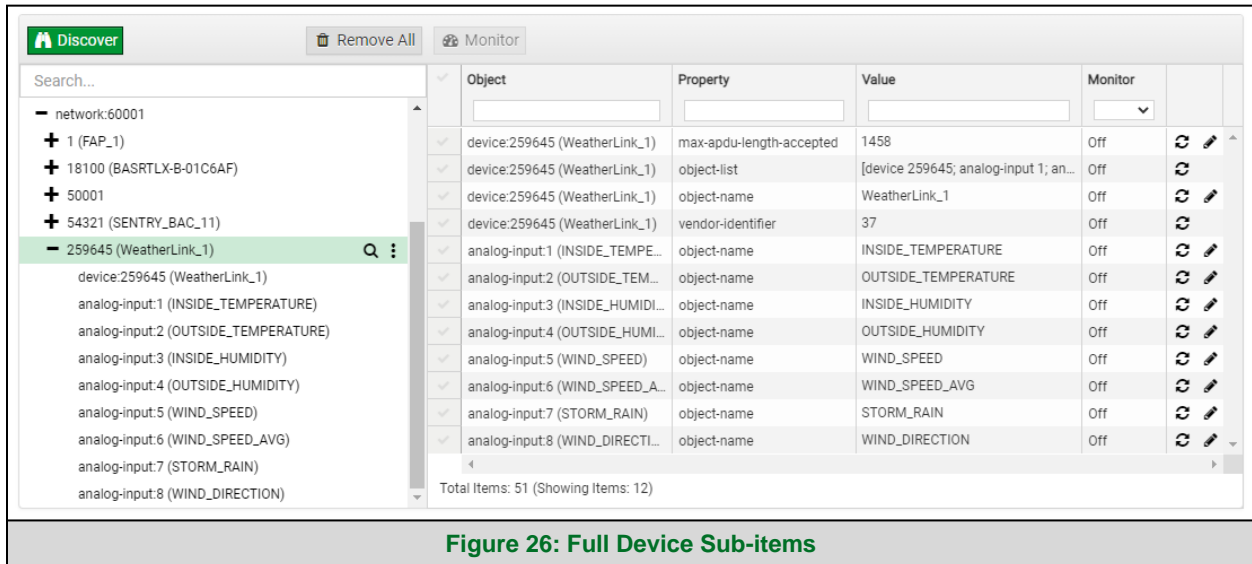 Discover Remove All Monitor
Search...
network:60001
1 (FAP_1)
18100 (BASRTLX-B-01C6AF)
50001
54321 (SENTRY_BAC_11)
259645 (WeatherLink_1)
device:259645 (WeatherLink_1)
analog-input:1 (INSIDE_TEMPERATURE)
analog-input:2 (OUTSIDE_TEMPERATURE)
analog-input:3 (INSIDE_HUMIDITY)
analog-input:4 (OUTSIDE_HUMIDITY)
analog-input:5 (WIND_SPEED)
analog-input:6 (WIND_SPEED_AVG)
analog-input:7 (STORM_RAIN)
analog-input:8 (WIND_DIRECTION)
Object Property Value Monitor
device:259645 (WeatherLink_1) max-apdu-length-accepted 1458 Off
device:259645 (WeatherLink_1) object-list [device 259645; analog-input 1; an... Off
device:259645 (WeatherLink_1) object-name WeatherLink_1 Off
device:259645 (WeatherLink_1) vendor-identifier 37 Off
analog-input:1 (INSIDE_TEMPE... object-name INSIDE_TEMPERATURE Off
analog-input:2 (OUTSIDE_TEM... object-name OUTSIDE_TEMPERATURE Off
analog-input:3 (INSIDE_HUMIDI... object-name INSIDE_HUMIDITY Off
analog-input:4 (OUTSIDE_HUMI... object-name OUTSIDE_HUMIDITY Off
analog-input:5 (WIND_SPEED) object-name WIND_SPEED Off
analog-input:6 (WIND_SPEED_A... object-name WIND_SPEED_AVG Off
analog-input:7 (STORM_RAIN) object-name STORM_RAIN Off
analog-input:8 (WIND_DIRECTI... object-name WIND_DIRECTION Off
Total Items: 51 (Showing Items: 12)
Figure 26: Full Device Sub-items